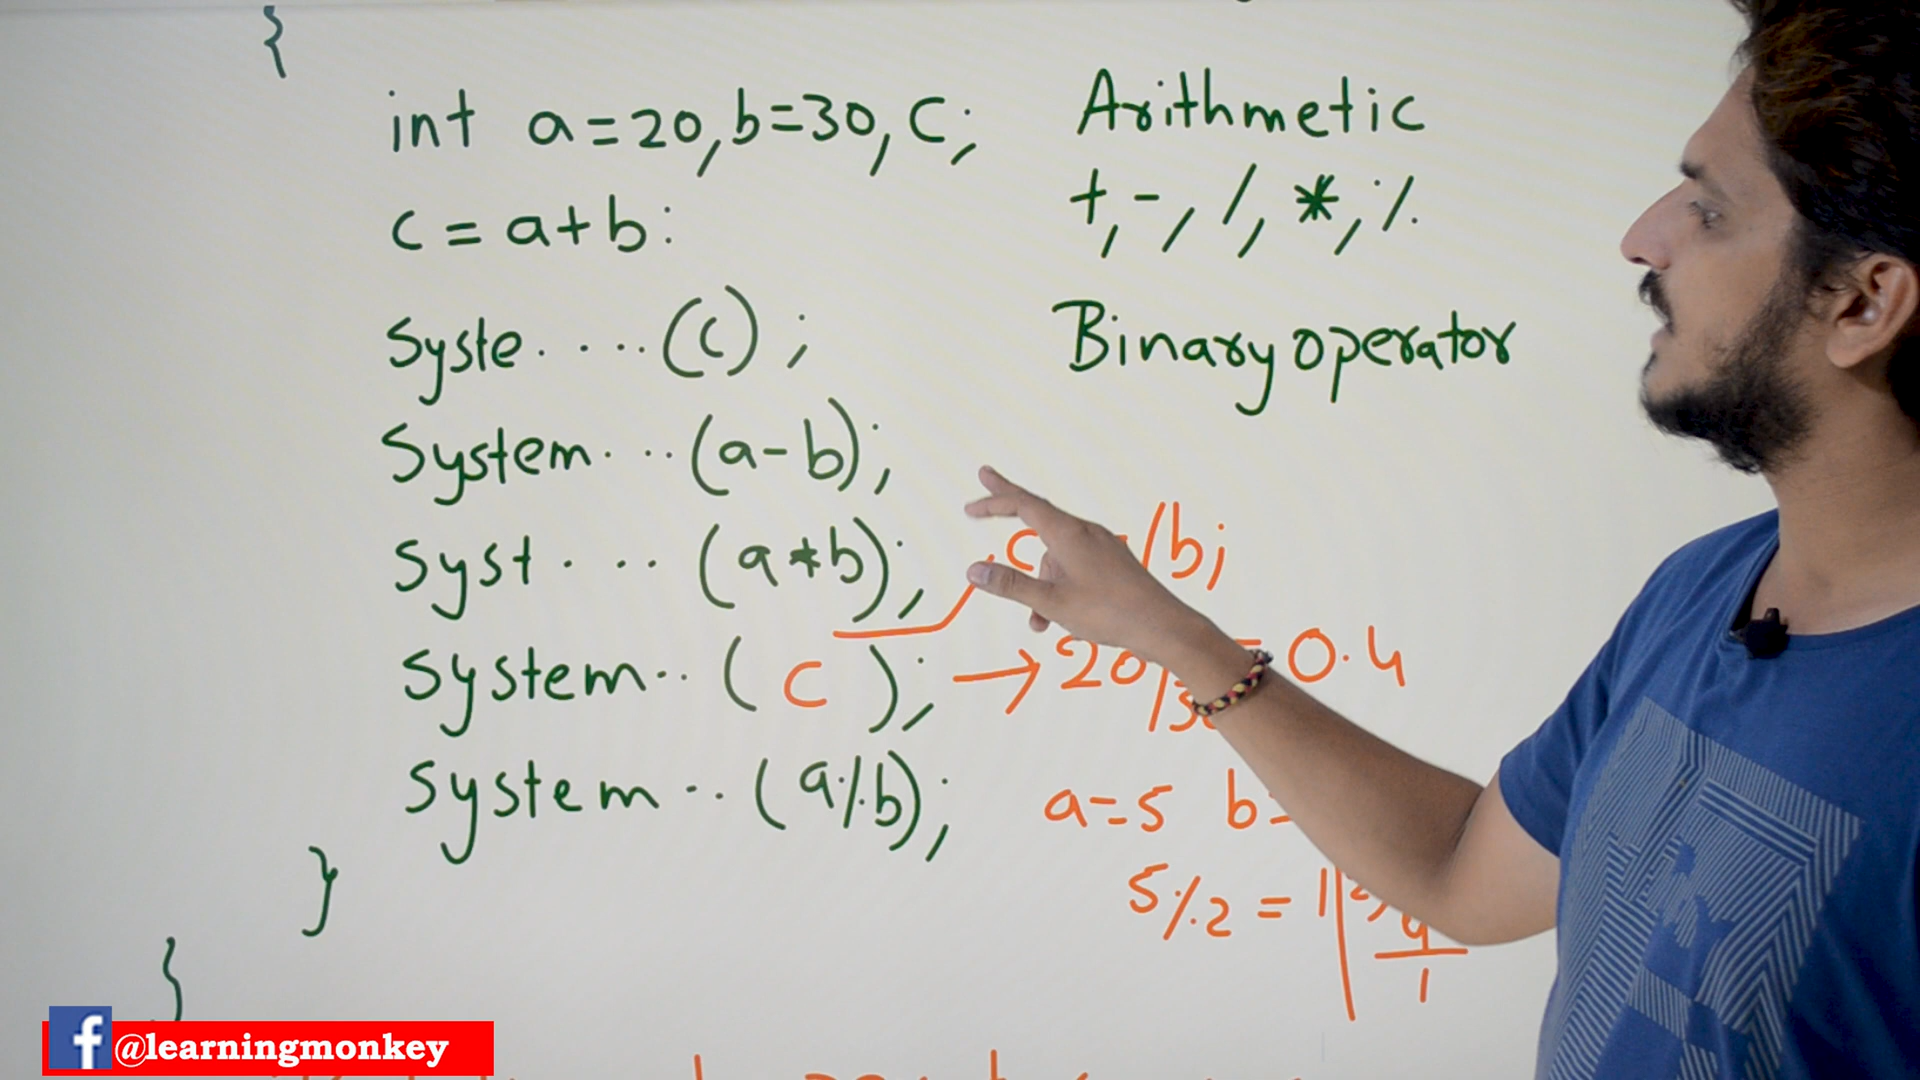 {
int a=20,b=30,C;
c = a+b:
Syste. ....(c) ;
System. ...(a-b);
Syst. ...(a*b);
System..( c );
System..(a%b);
}
}
Arithmetic
+,-,/,*,%
Binary operator
/b;
→ 20/ = 0.4
a=5 b=
5%2 = 1
1
@learningmonkey